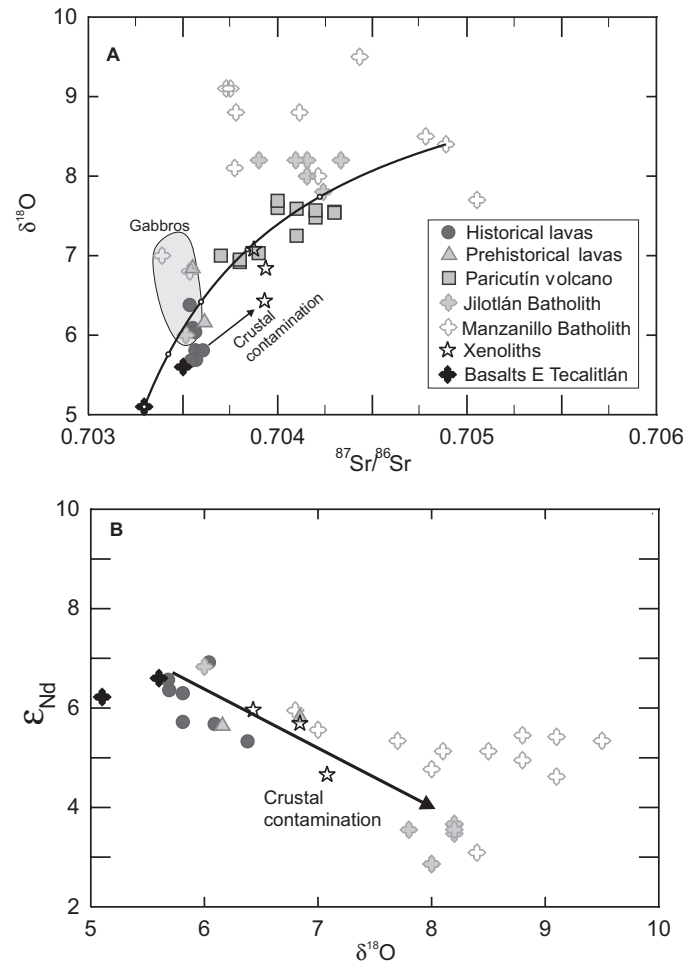 10
A
9
8
δ¹⁸O
Gabbros
7
Historical lavas
Prehistorical lavas
Paricutín volcano
Jilotlán Batholith
Manzanillo Batholith
Xenoliths
Basalts E Tecalitlán
6
Crustal
contamination
5
0.703
0.704
0.705
0.706
⁸⁷Sr/⁸⁶Sr
10
B
8
εNd
6
4
Crustal
contamination
2
5
6
7
8
9
10
δ¹⁸O